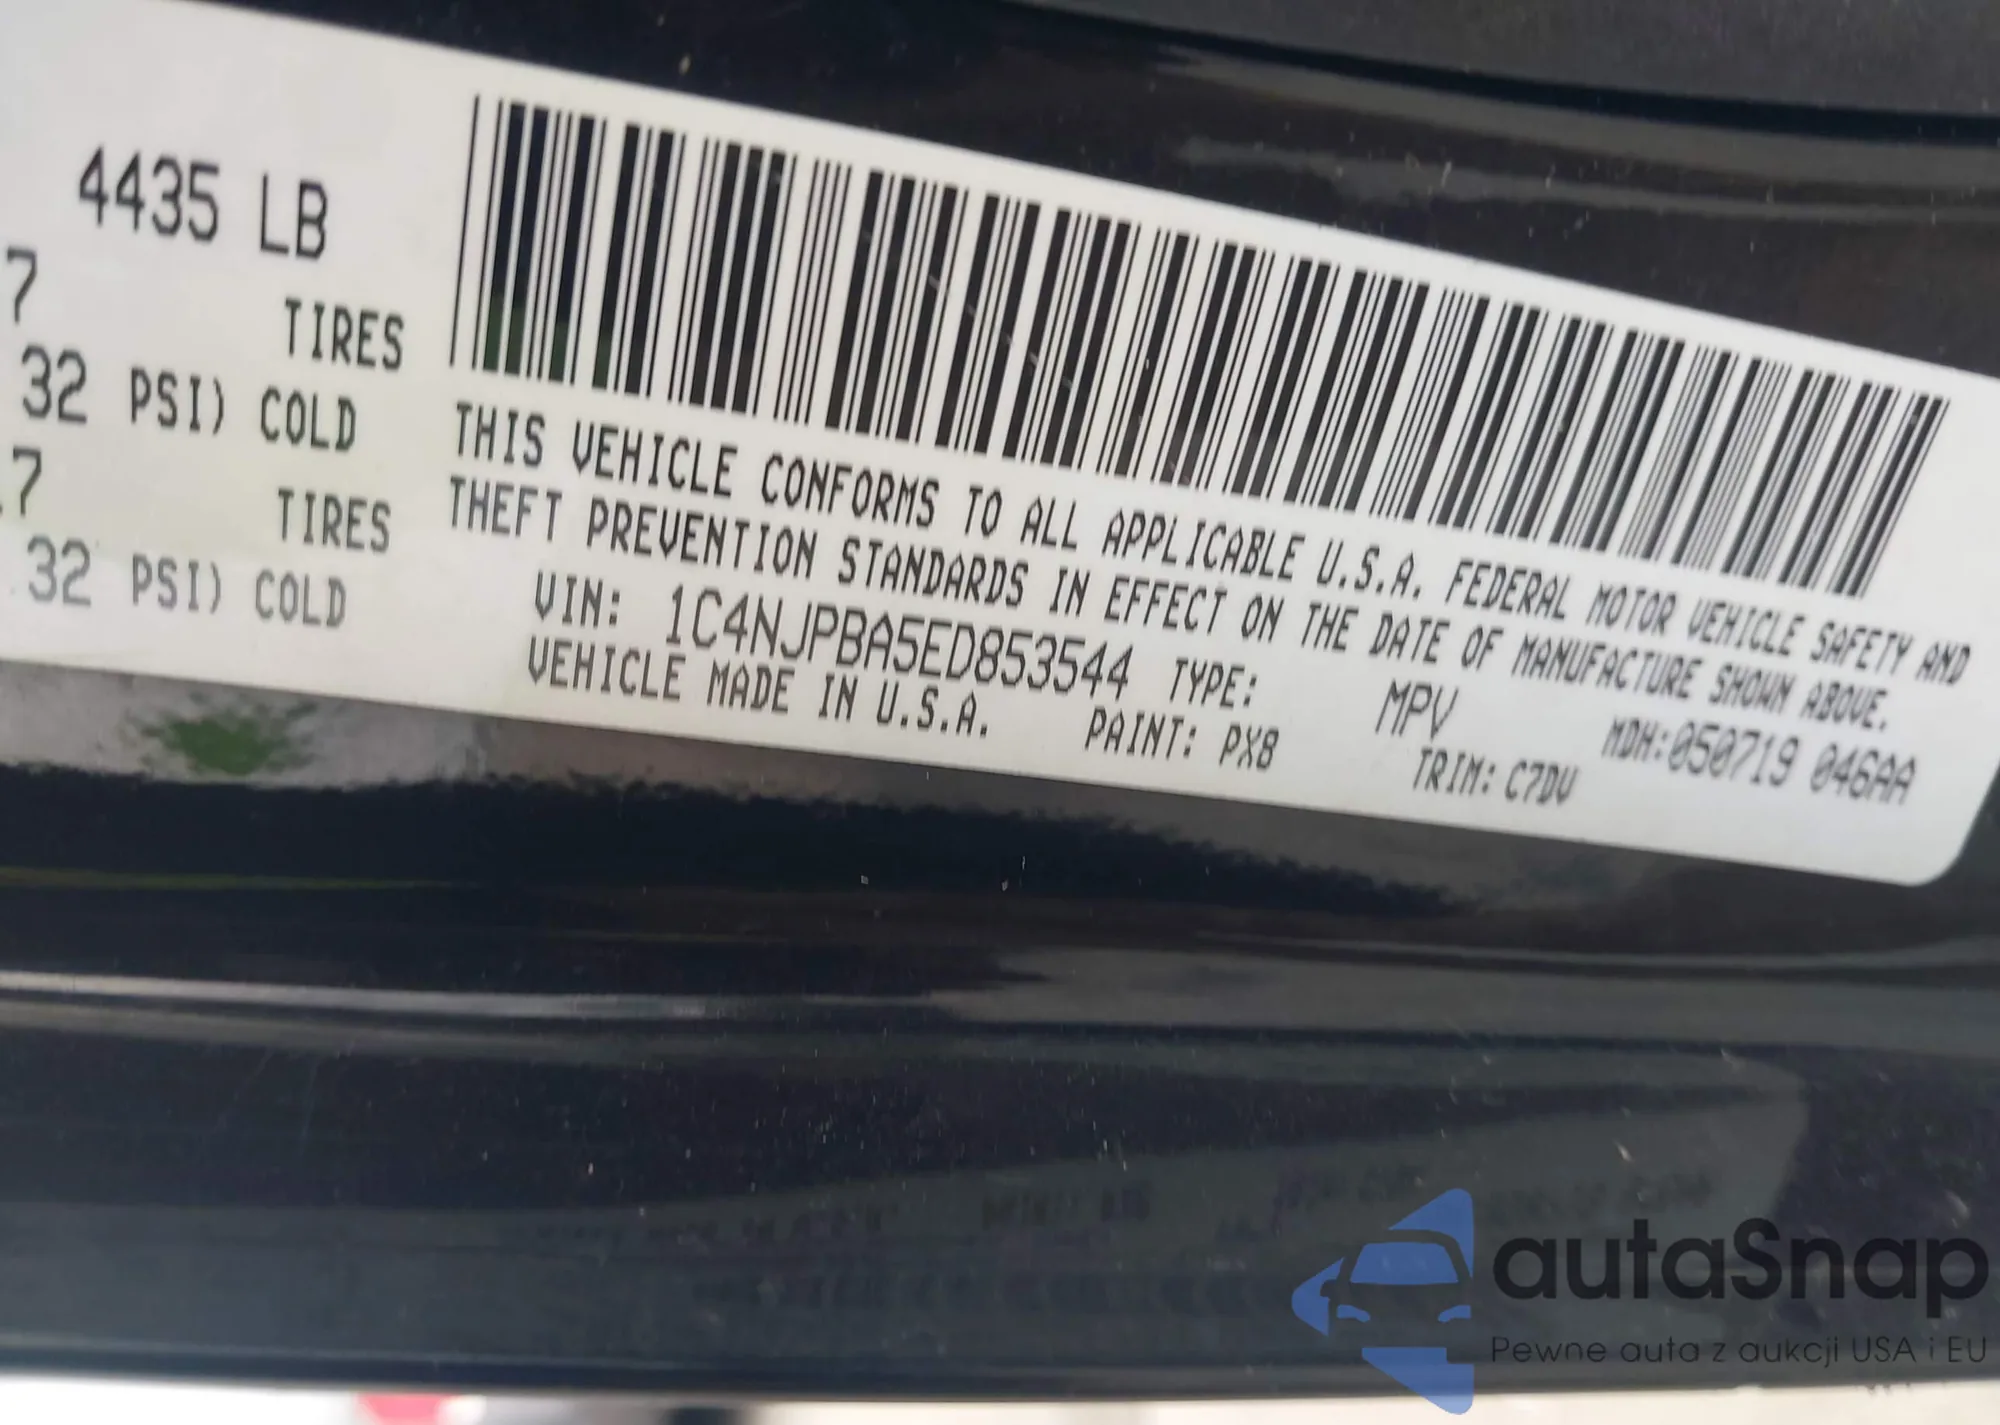 4435 LB
7 TIRES
32 PSI) COLD
7 TIRES
32 PSI) COLD
THIS VEHICLE CONFORMS TO ALL APPLICABLE U.S.A. FEDERAL MOTOR VEHICLE SAFETY AND
THEFT PREVENTION STANDARDS IN EFFECT ON THE DATE OF MANUFACTURE SHOWN ABOVE.
VIN: 1C4NJPBA5ED853544 TYPE: MPV MDH:050719 046AA
VEHICLE MADE IN U.S.A. PAINT: PX8 TRIM: C7DV
autaSnap
Pewne auta z aukcji USA i EU